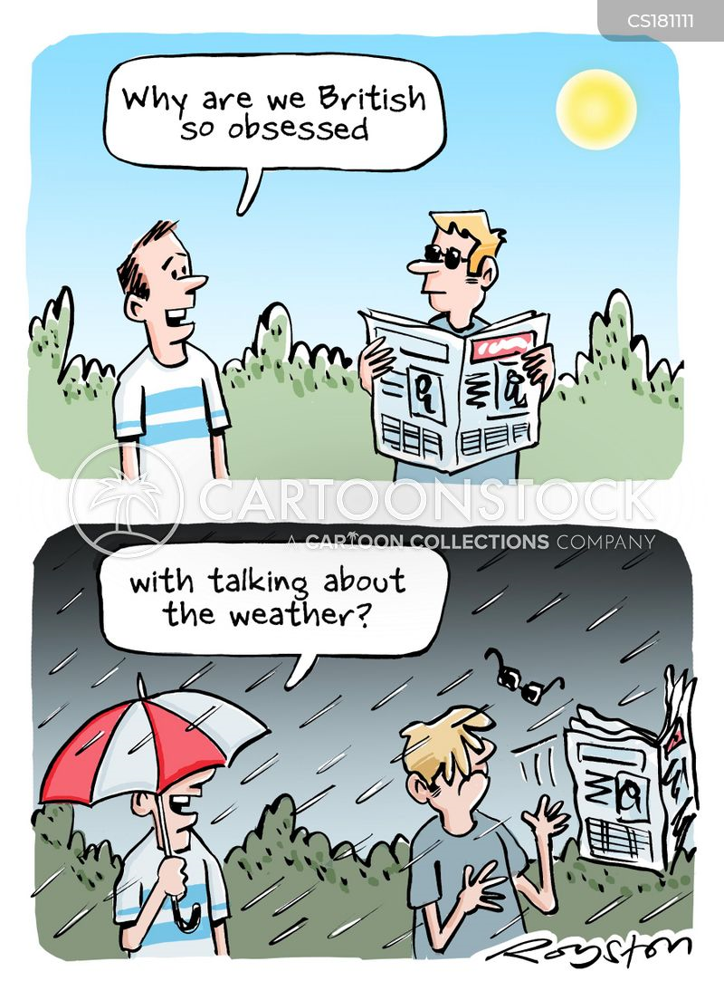 CS181111
Why are we British
so obsessed
CARTOONSTOCK
A CARTOON COLLECTIONS COMPANY
with talking about
the weather?
ROYSTON